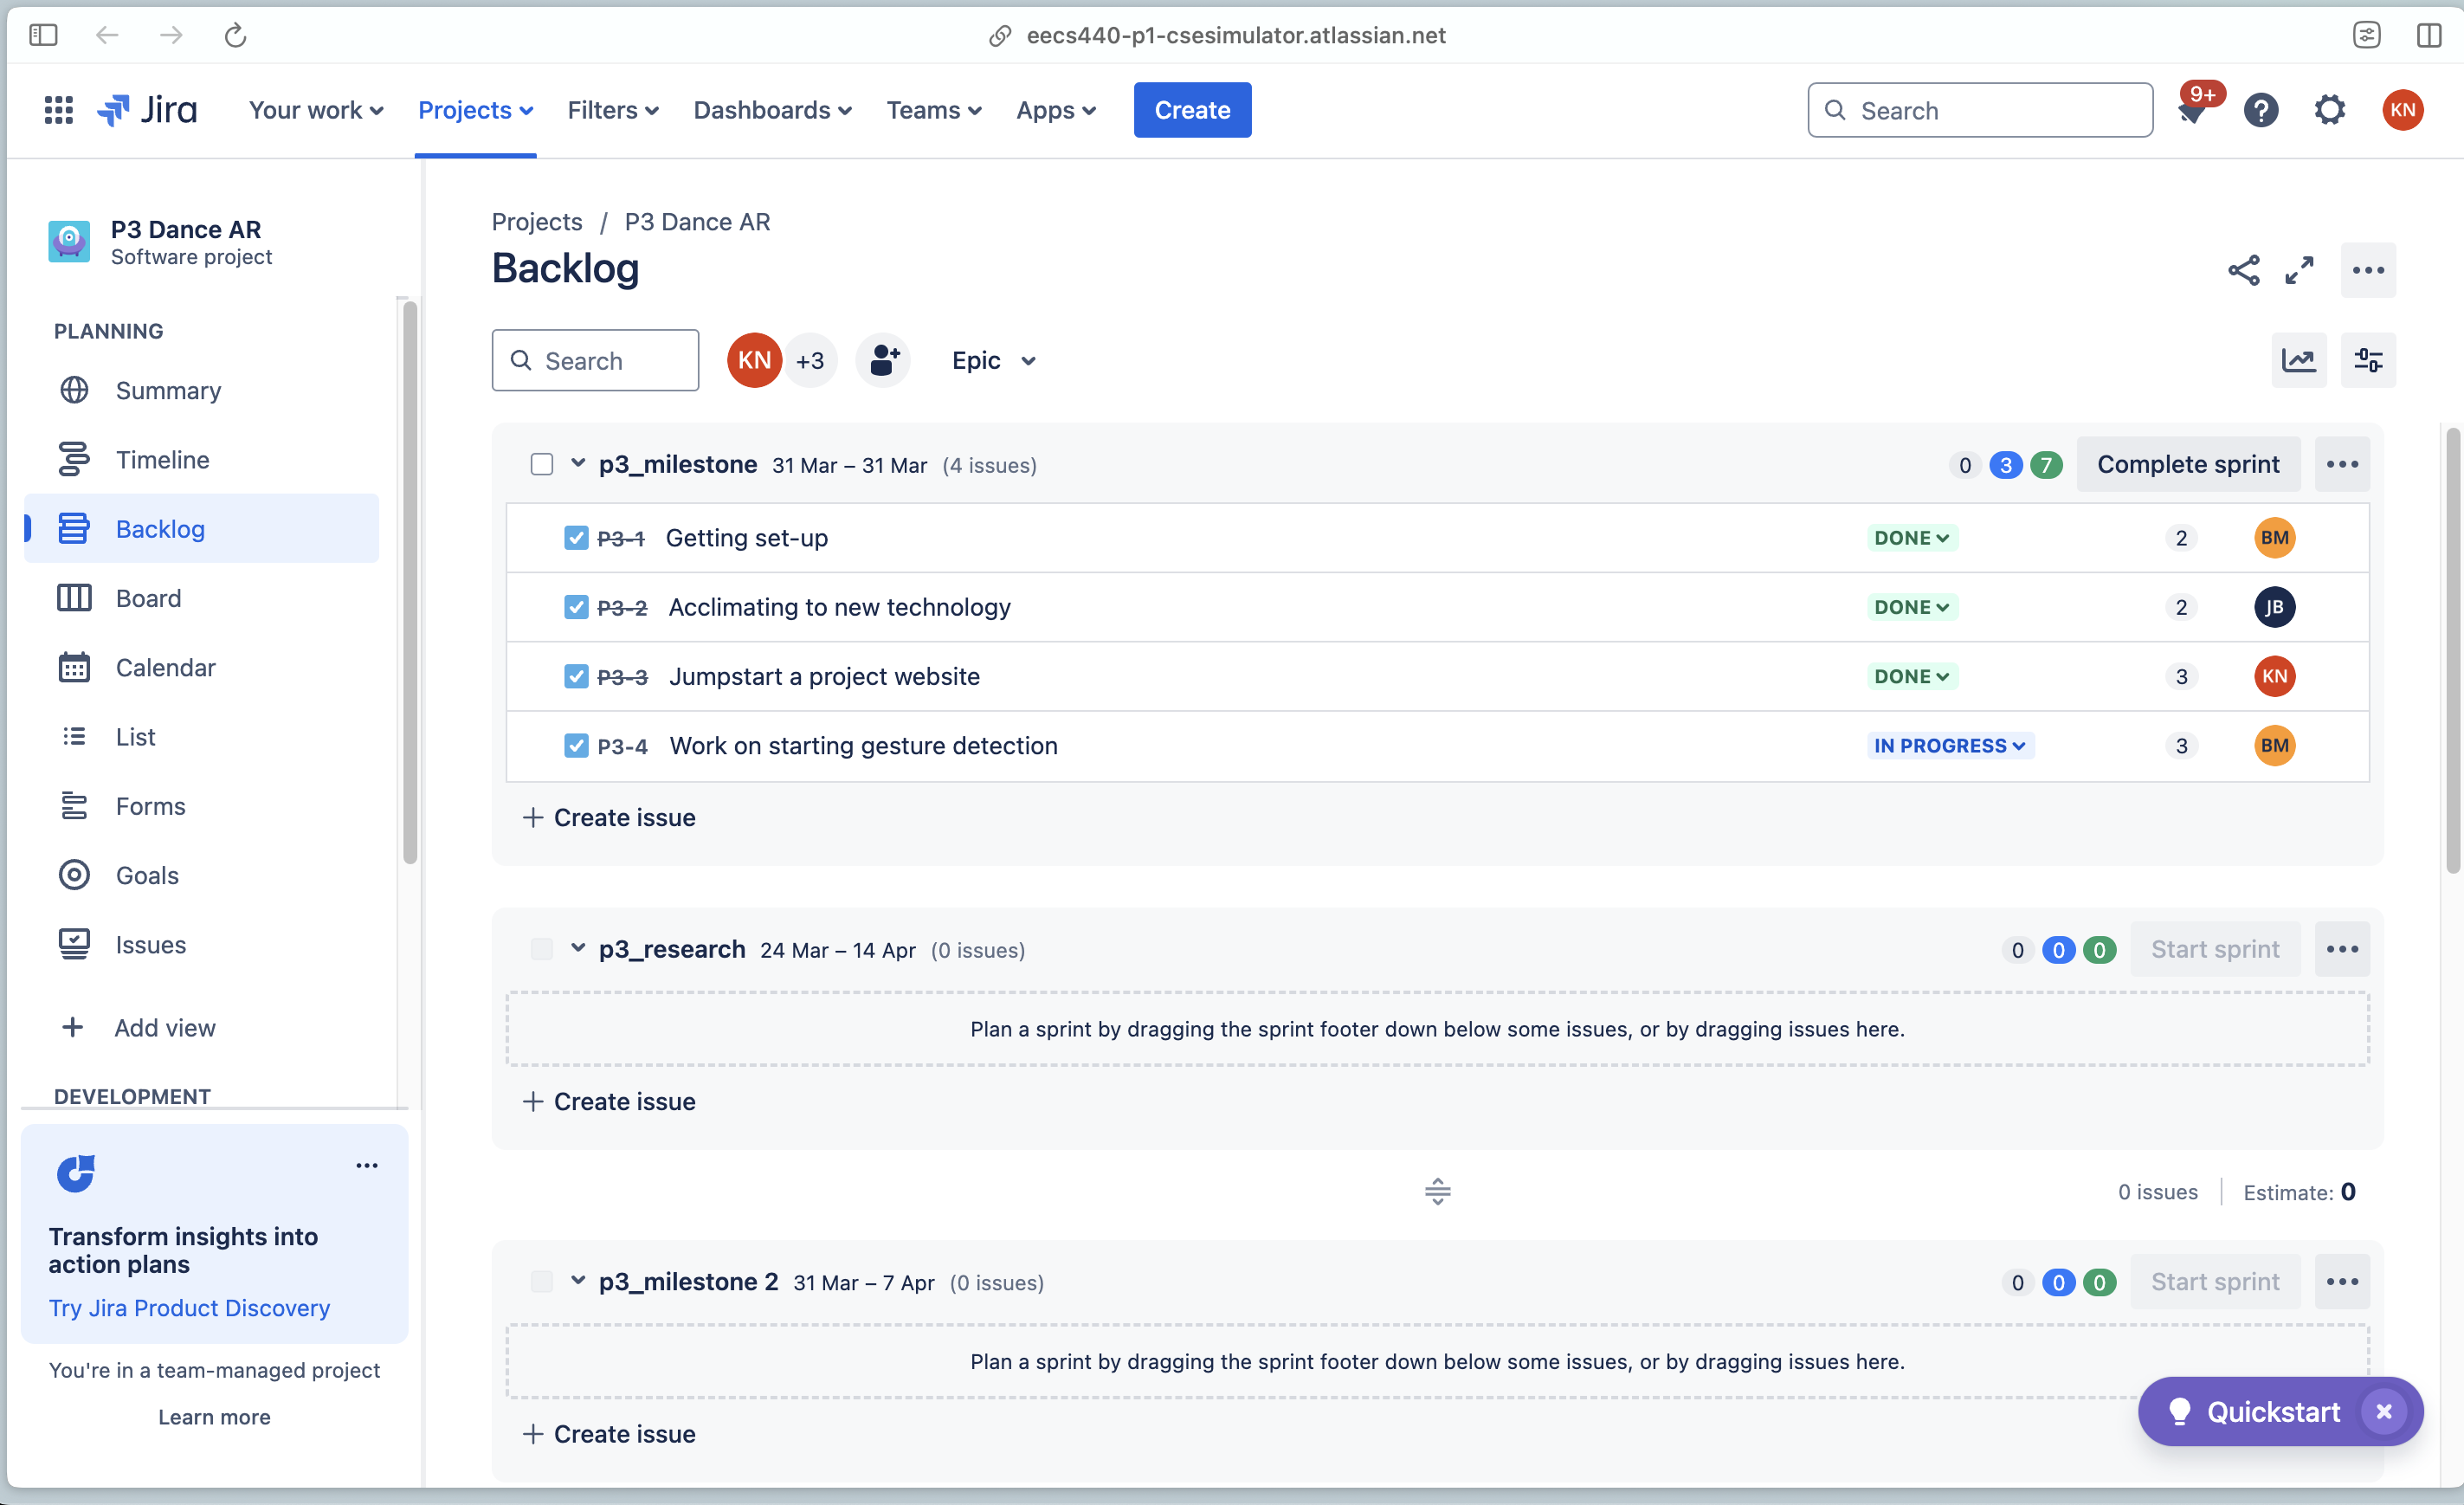 eecs440-p1-csesimulator.atlassian.net
Jira Your work Projects Filters Dashboards Teams Apps Create Search 9+ KN
P3 Dance AR
Software project
PLANNING
Summary
Timeline
Backlog
Board
Calendar
List
Forms
Goals
Issues
Add view
DEVELOPMENT
Transform insights into
action plans
Try Jira Product Discovery
You're in a team-managed project
Learn more
Projects / P3 Dance AR
Backlog
Search KN +3 Epic
p3_milestone 31 Mar – 31 Mar (4 issues) 0 3 7 Complete sprint
P3-1 Getting set-up DONE 2 BM
P3-2 Acclimating to new technology DONE 2 JB
P3-3 Jumpstart a project website DONE 3 KN
P3-4 Work on starting gesture detection IN PROGRESS 3 BM
+ Create issue
p3_research 24 Mar – 14 Apr (0 issues) 0 0 0 Start sprint
Plan a sprint by dragging the sprint footer down below some issues, or by dragging issues here.
+ Create issue
0 issues Estimate: 0
p3_milestone 2 31 Mar – 7 Apr (0 issues) 0 0 0 Start sprint
Plan a sprint by dragging the sprint footer down below some issues, or by dragging issues here.
+ Create issue
Quickstart